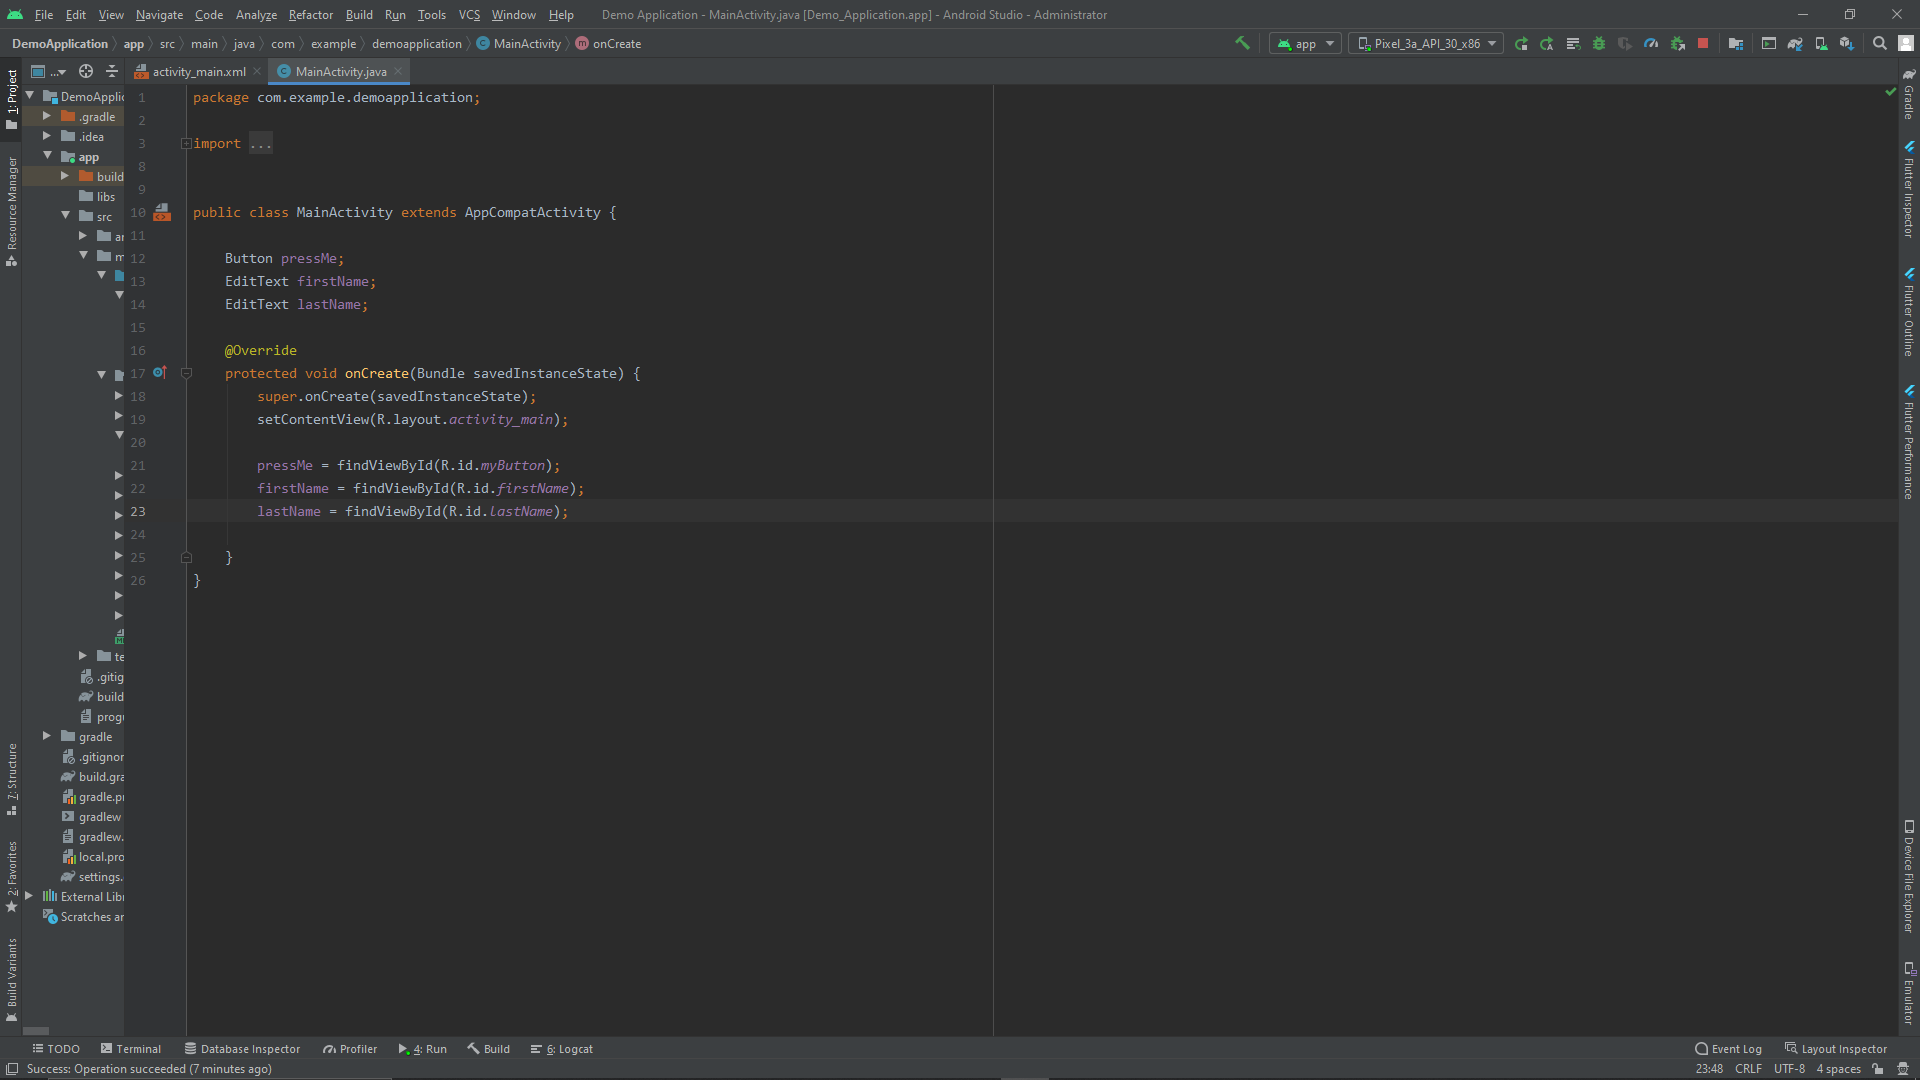 File Edit View Navigate Code Analyze Refactor Build Run Tools VCS Window Help Demo Application - MainActivity.java [Demo_Application.app] - Android Studio - Administrator
DemoApplication app src main java com example demoapplication MainActivity onCreate app Pixel_3a_API_30_x86
... activity_main.xml MainActivity.java
1: Project
Resource Manager
7: Structure
2: Favorites
Build Variants
DemoApplic
.gradle
.idea
app
build
libs
src
ar
m
te
.gitig
build
progu
gradle
.gitignor
build.gra
gradle.pr
gradlew
gradlew.
local.pro
settings.
External Libr
Scratches an
1 package com.example.demoapplication;
2
3 import ...
8
9
10 public class MainActivity extends AppCompatActivity {
11
12 Button pressMe;
13 EditText firstName;
14 EditText lastName;
15
16 @Override
17 protected void onCreate(Bundle savedInstanceState) {
18 super.onCreate(savedInstanceState);
19 setContentView(R.layout.activity_main);
20
21 pressMe = findViewById(R.id.myButton);
22 firstName = findViewById(R.id.firstName);
23 lastName = findViewById(R.id.lastName);
24
25 }
26 }
Gradle
Flutter Inspector
Flutter Outline
Flutter Performance
Device File Explorer
Emulator
TODO Terminal Database Inspector Profiler 4: Run Build 6: Logcat Event Log Layout Inspector
Success: Operation succeeded (7 minutes ago) 23:48 CRLF UTF-8 4 spaces